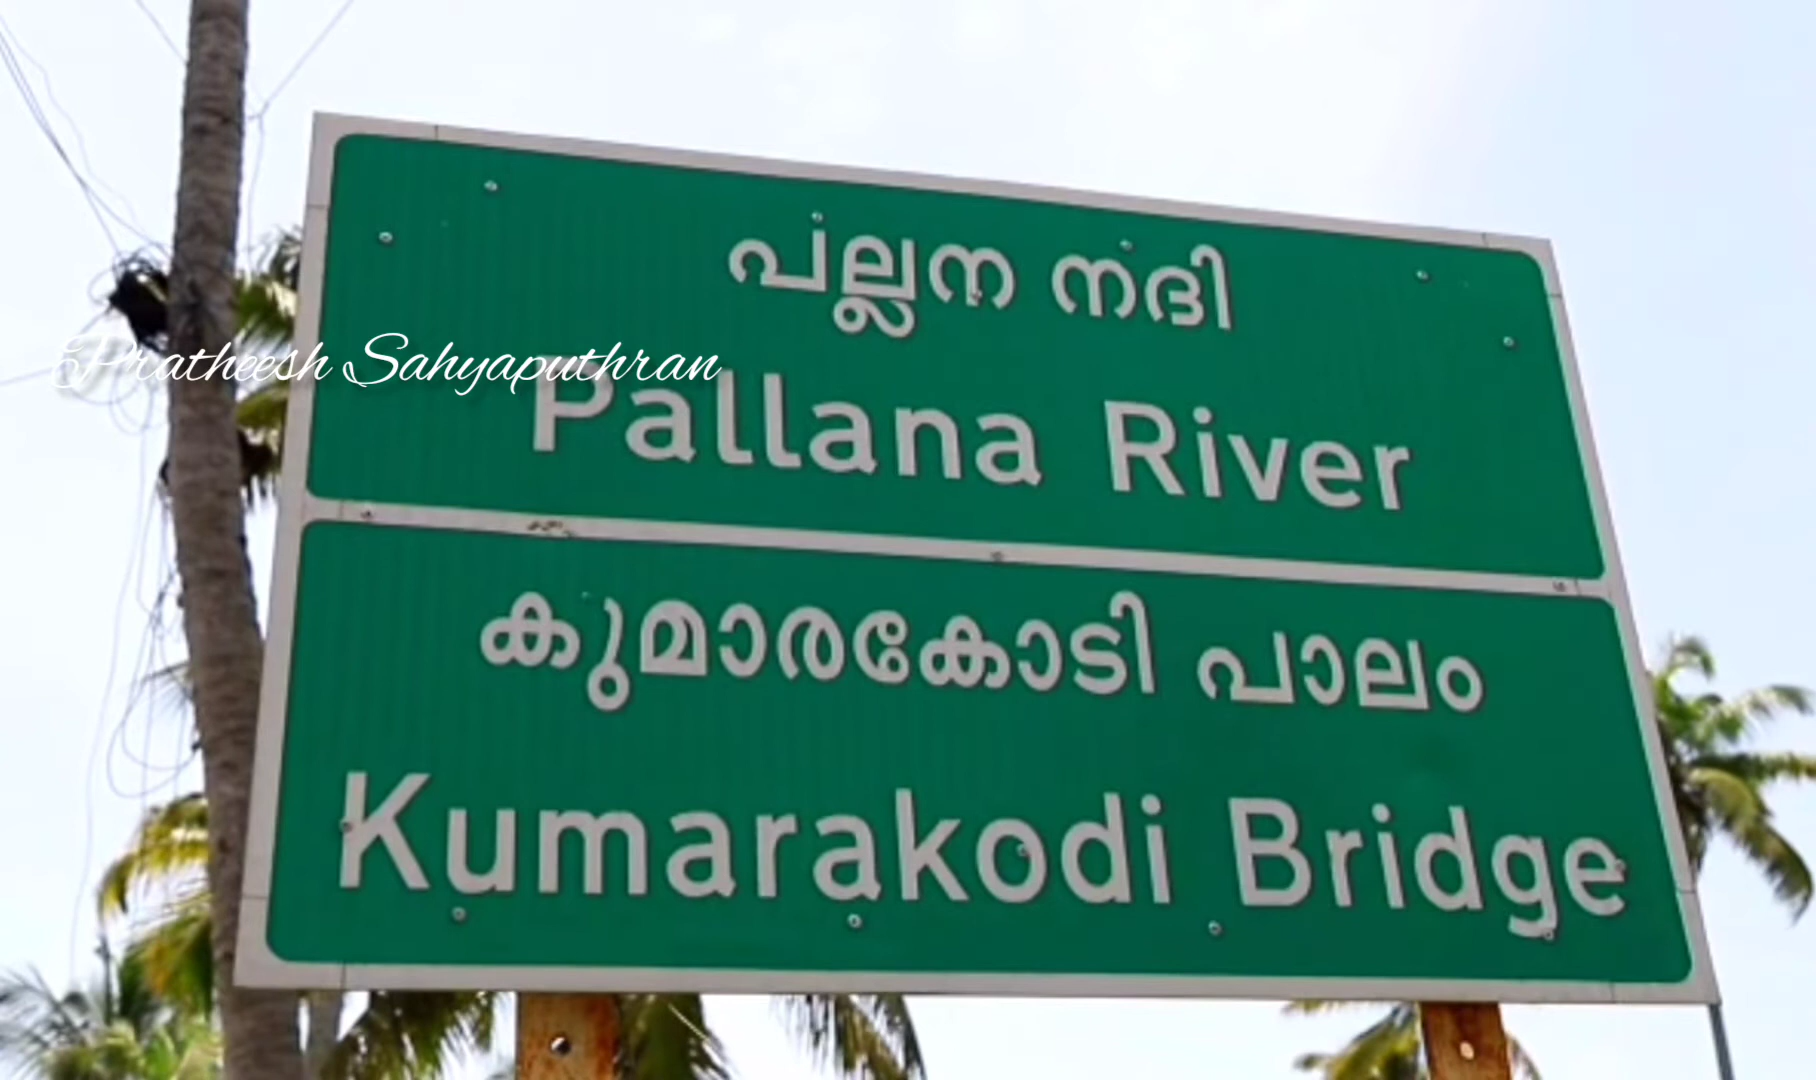 പല്ലന നദി
Pratheesh Sahyaputhran
Pallana River
കുമാരകോടി പാലം
Kumarakodi Bridge